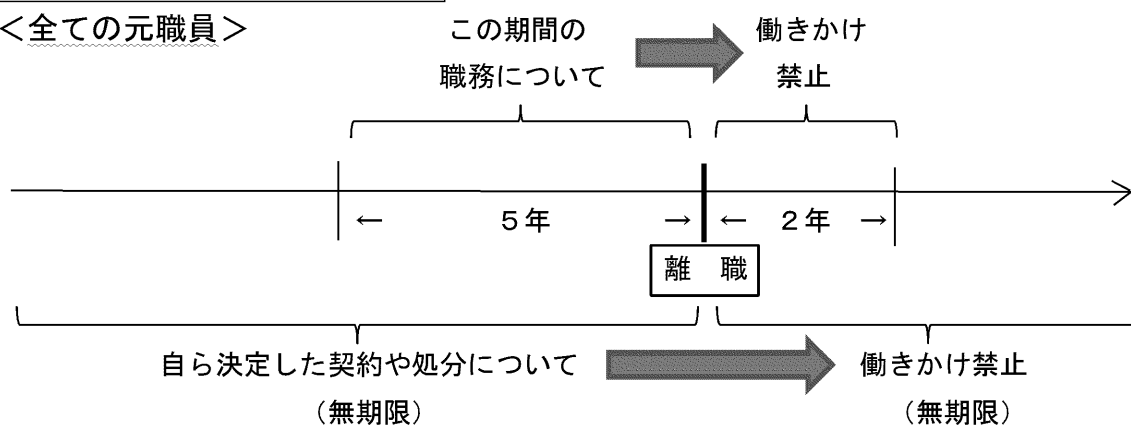 ＜全ての元職員＞
この期間の
職務について
働きかけ
禁止
← ５年 →
← ２年 →
離　職
自ら決定した契約や処分について
（無期限）
働きかけ禁止
（無期限）